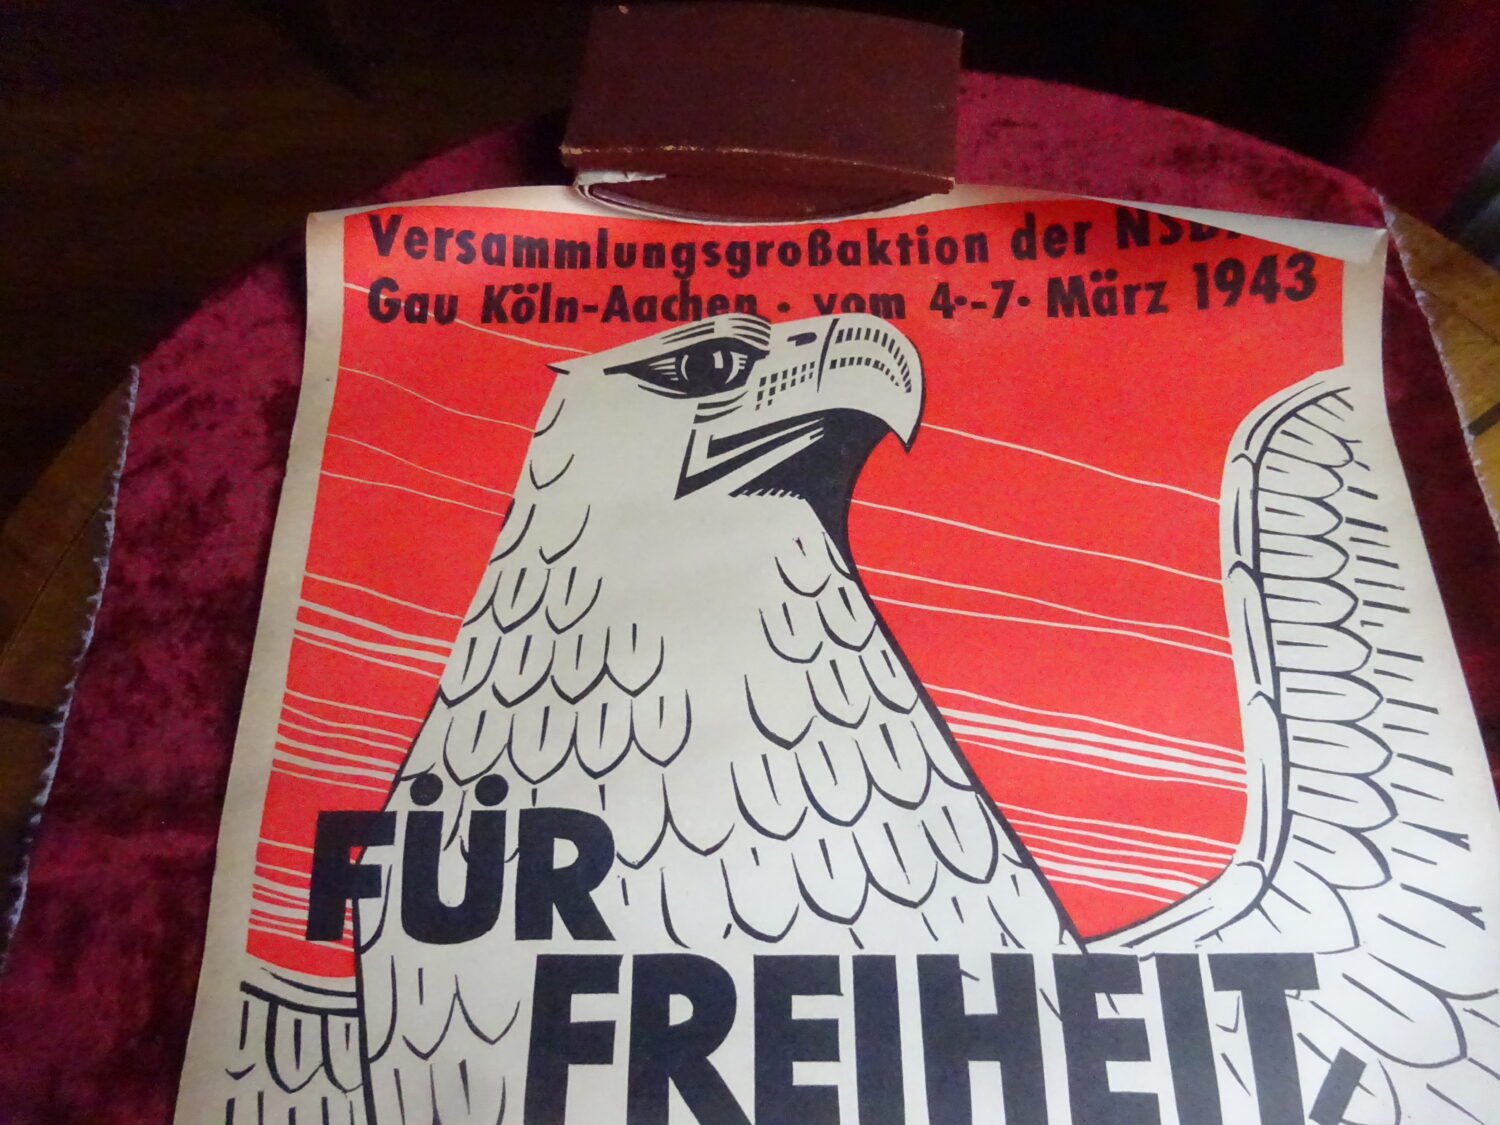 Versammlungsgroßaktion der
Gau Köln-Aachen · vom 4.-7. März 1943
FÜR
FREIHEIT,